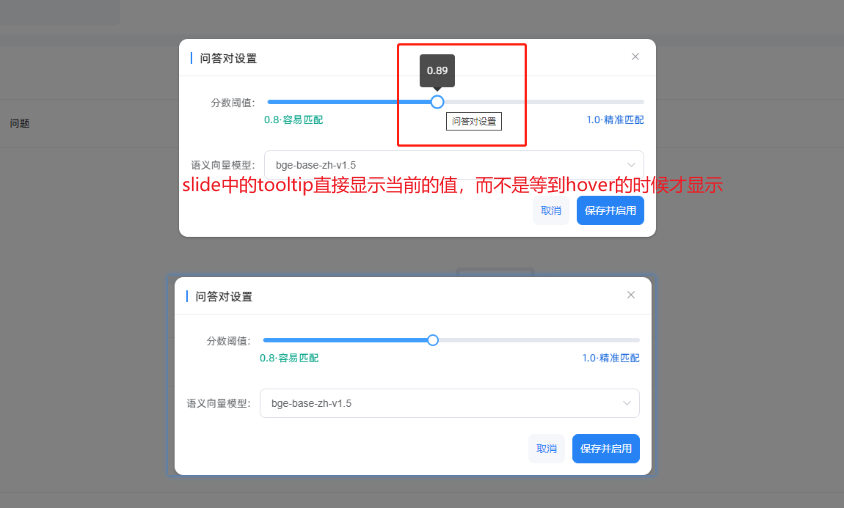 问题
问答对设置
0.89
分数阈值:
0.8·容易匹配
问答对设置
1.0·精准匹配
语义向量模型:
bge-base-zh-v1.5
slide中的tooltip直接显示当前的值，而不是等到hover的时候才显示
取消
保存并启用
问答对设置
分数阈值:
0.8·容易匹配
1.0·精准匹配
语义向量模型:
bge-base-zh-v1.5
取消
保存并启用